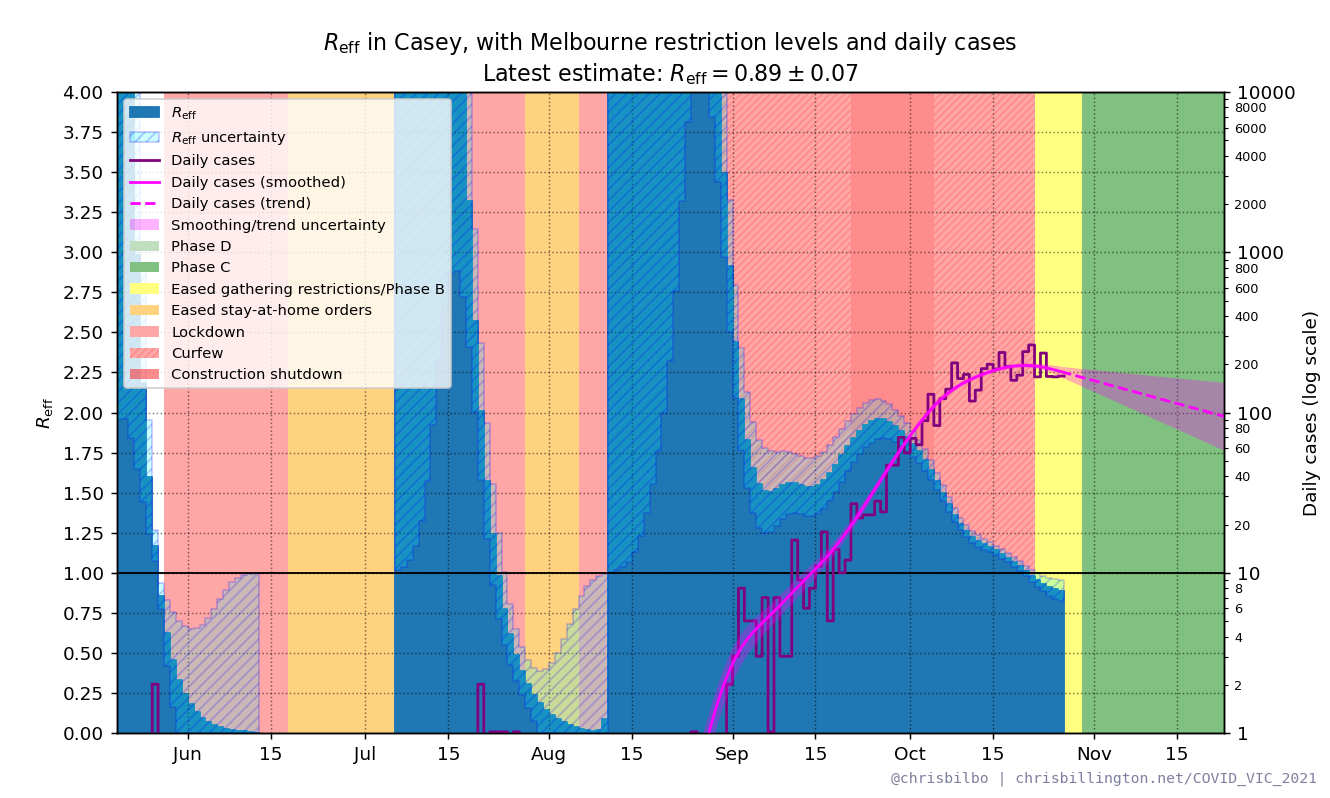 R_eff in Casey, with Melbourne restriction levels and daily cases
Latest estimate: R_eff = 0.89 ± 0.07
R_eff
R_eff uncertainty
Daily cases
Daily cases (smoothed)
Daily cases (trend)
Smoothing/trend uncertainty
Phase D
Phase C
Eased gathering restrictions/Phase B
Eased stay-at-home orders
Lockdown
Curfew
Construction shutdown
R_eff
4.00
3.75
3.50
3.25
3.00
2.75
2.50
2.25
2.00
1.75
1.50
1.25
1.00
0.75
0.50
0.25
0.00
Jun 15 Jul 15 Aug 15 Sep 15 Oct 15 Nov 15
10000
8000
6000
4000
2000
1000
800
600
400
200
100
80
60
40
20
10
8
6
4
2
1
Daily cases (log scale)
@chrisbilbo | chrisbillington.net/COVID_VIC_2021